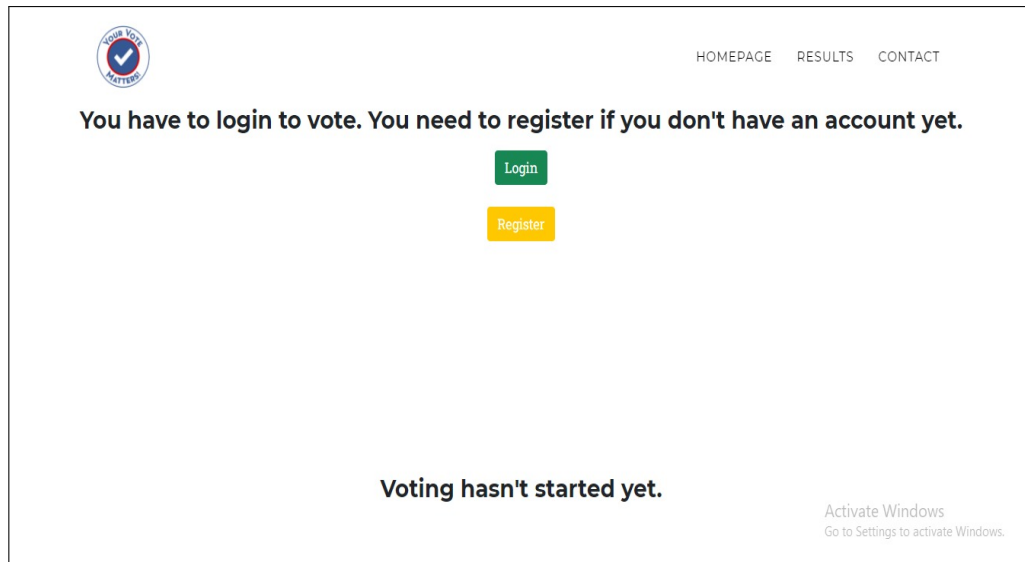 YOUR VOTE
MATTERS!
HOMEPAGE RESULTS CONTACT
You have to login to vote. You need to register if you don't have an account yet.
Login
Register
Voting hasn't started yet.
Activate Windows
Go to Settings to activate Windows.